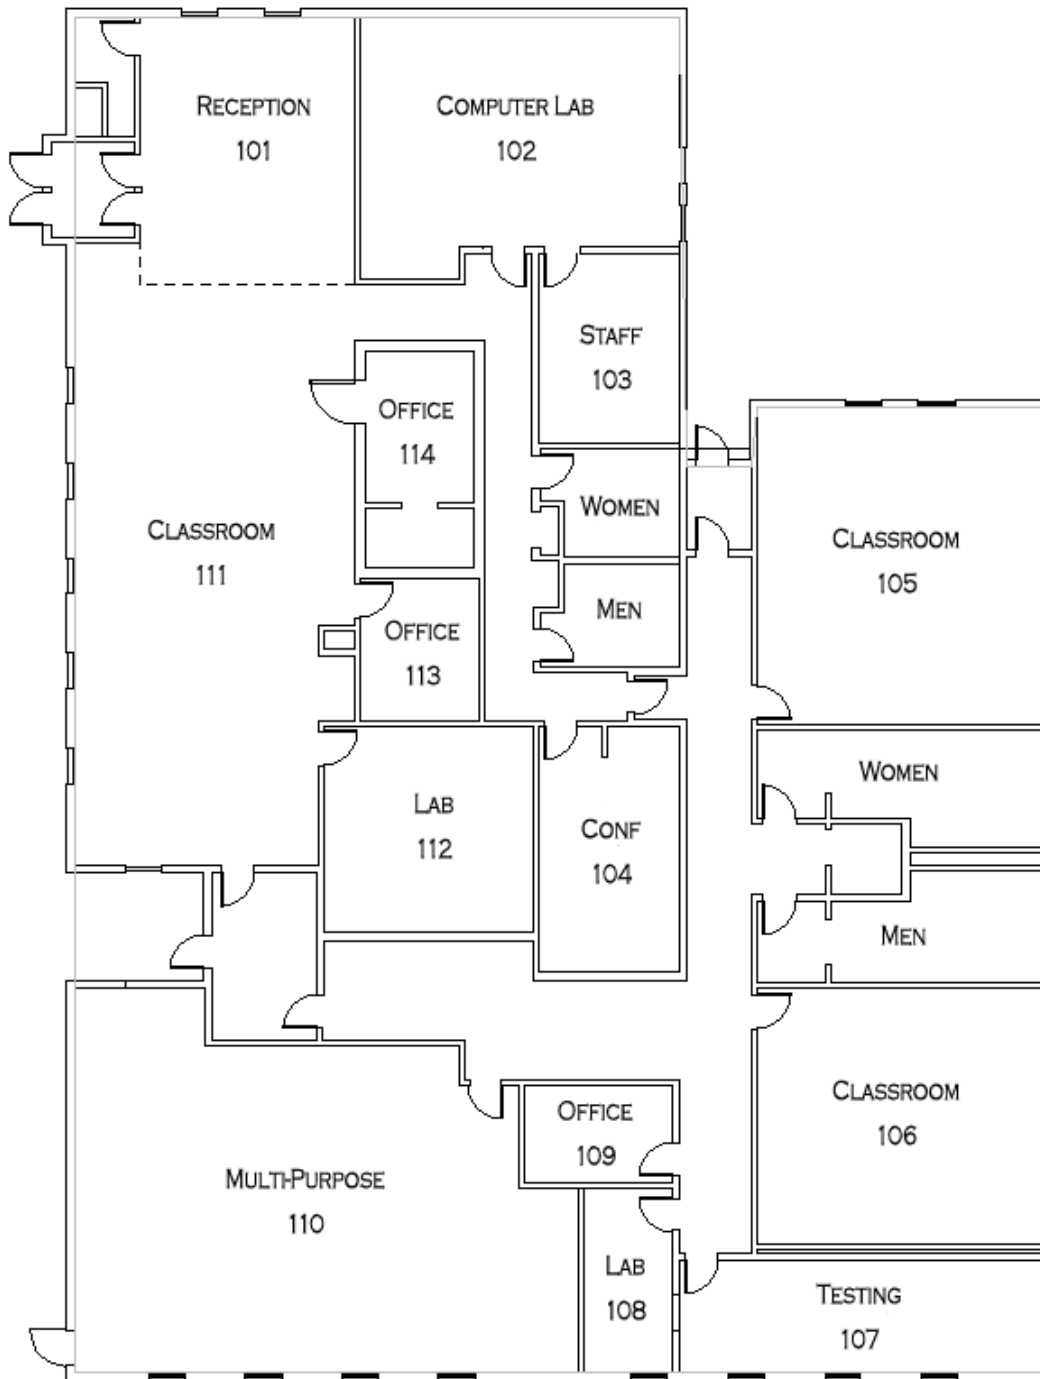 RECEPTION
101
COMPUTER LAB
102
STAFF
103
OFFICE
114
WOMEN
CLASSROOM
111
CLASSROOM
105
MEN
OFFICE
113
WOMEN
LAB
112
CONF
104
MEN
CLASSROOM
106
OFFICE
109
MULTI-PURPOSE
110
LAB
108
TESTING
107